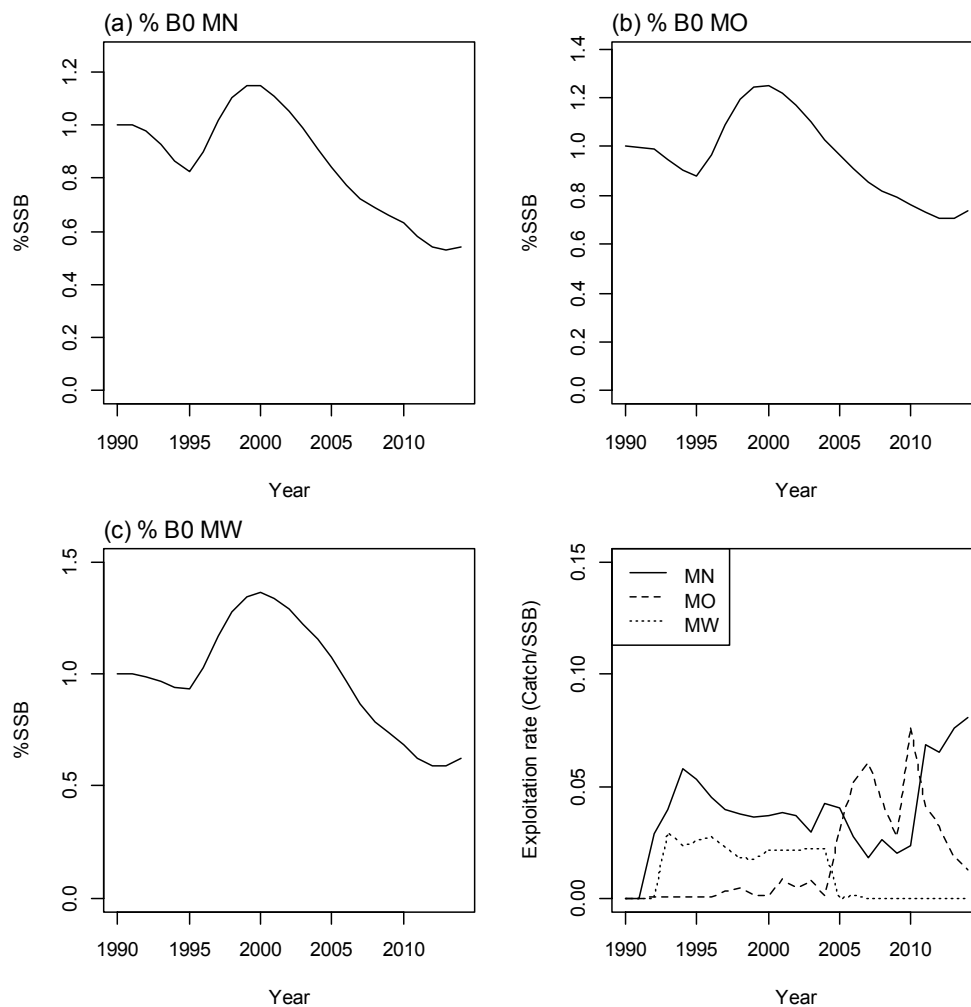 (a) % B0 MN
%SSB
1.2
1.0
0.8
0.6
0.4
0.2
0.0
1990 1995 2000 2005 2010
Year
(b) % B0 MO
%SSB
1.4
1.2
1.0
0.8
0.6
0.4
0.2
0.0
1990 1995 2000 2005 2010
Year
(c) % B0 MW
%SSB
1.5
1.0
0.5
0.0
1990 1995 2000 2005 2010
Year
Exploitation rate (Catch/SSB)
0.15
0.10
0.05
0.00
MN
MO
MW
1990 1995 2000 2005 2010
Year